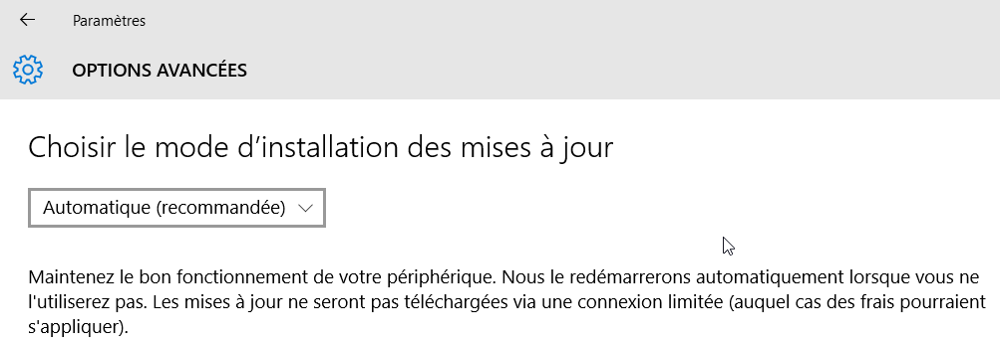 Paramètres
OPTIONS AVANCÉES
Choisir le mode d’installation des mises à jour
Automatique (recommandée)
Maintenez le bon fonctionnement de votre périphérique. Nous le redémarrerons automatiquement lorsque vous ne
l'utiliserez pas. Les mises à jour ne seront pas téléchargées via une connexion limitée (auquel cas des frais pourraient
s'appliquer).